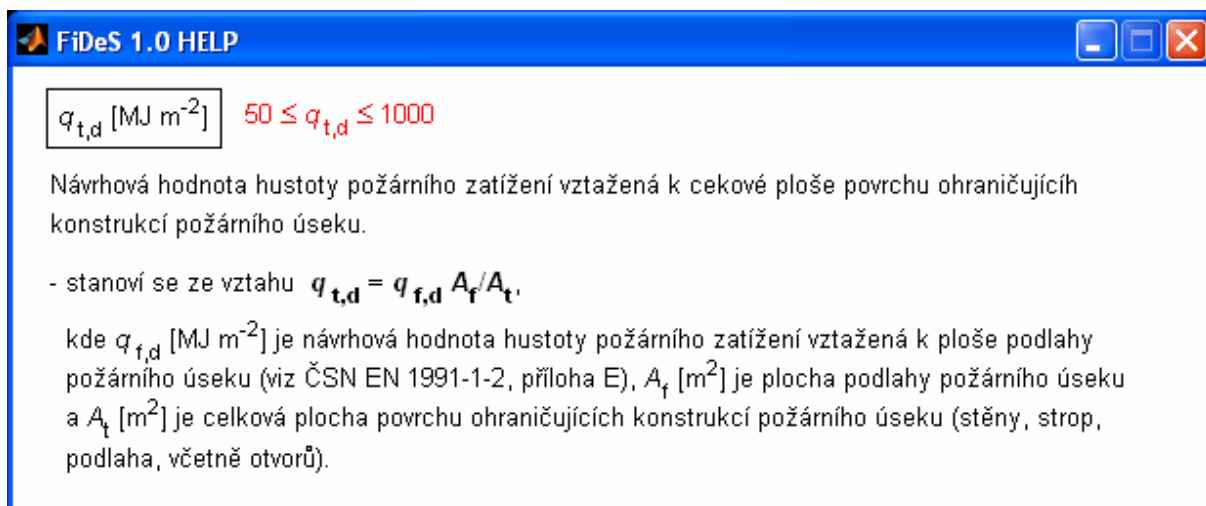 FiDeS 1.0 HELP
q t,d [MJ m-2] 50 ≤ q t,d ≤ 1000
Návrhová hodnota hustoty požárního zatížení vztažená k cekové ploše povrchu ohraničujícíh
konstrukcí požárního úseku.
- stanoví se ze vztahu q t,d = q f,d Af/At,
kde q f,d [MJ m-2] je návrhová hodnota hustoty požárního zatížení vztažená k ploše podlahy
požárního úseku (viz ČSN EN 1991-1-2, příloha E), Af [m2] je plocha podlahy požárního úseku
a At [m2] je celková plocha povrchu ohraničujících konstrukcí požárního úseku (stěny, strop,
podlaha, včetně otvorů).